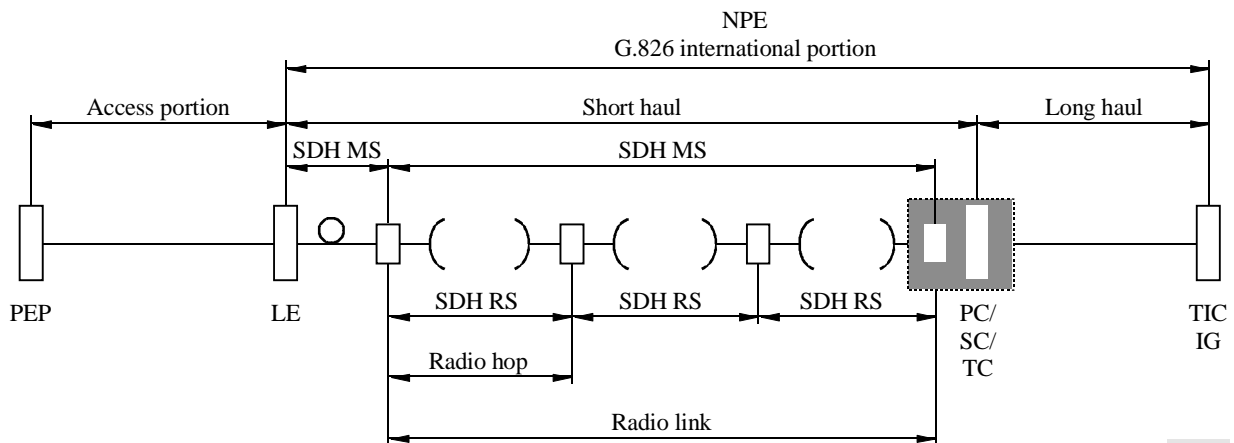 NPE
G.826 international portion
Access portion
Short haul
Long haul
SDH MS
SDH MS
PEP
LE
SDH RS
SDH RS
SDH RS
PC/
SC/
TC
TIC
IG
Radio hop
Radio link